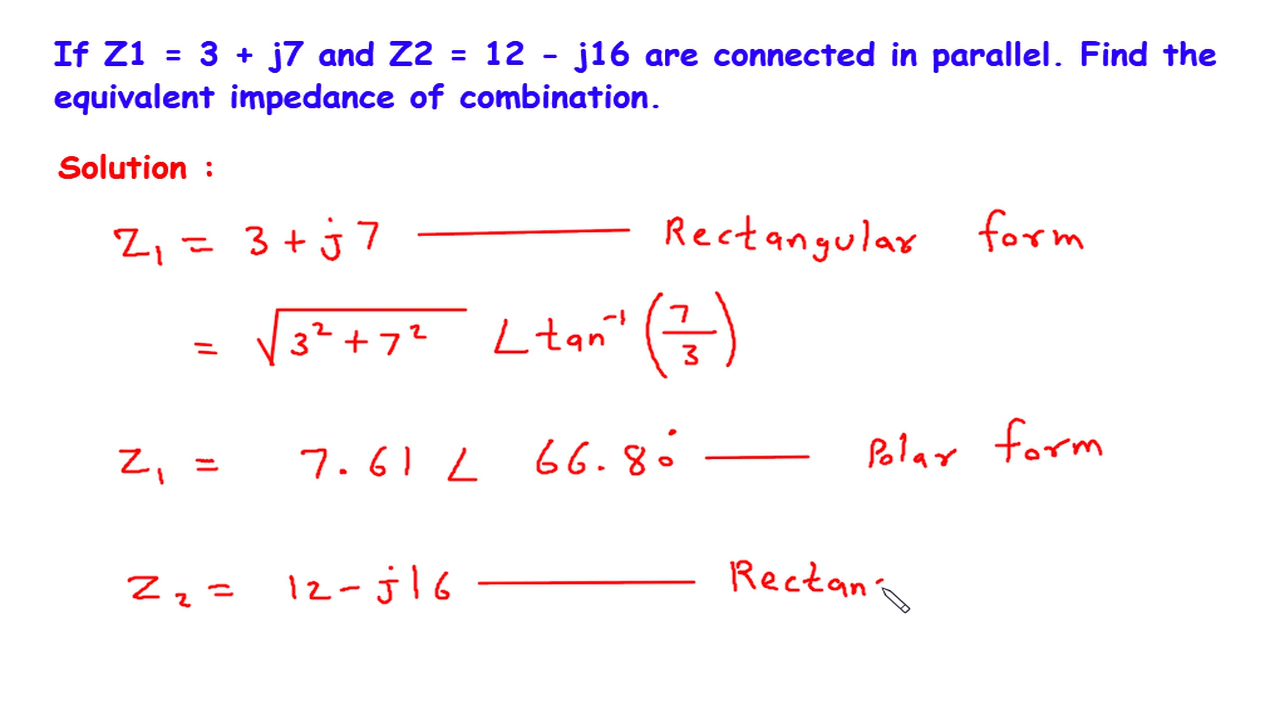 If Z1 = 3 + j7 and Z2 = 12 - j16 are connected in parallel. Find the
equivalent impedance of combination.
Solution :
Z₁ = 3 + j7 ——— Rectangular form
= √(3² + 7²) ∠ tan⁻¹ (7/3)
Z₁ = 7.61 ∠ 66.80° ——— Polar form
Z₂ = 12 - j16 ——— Rectan